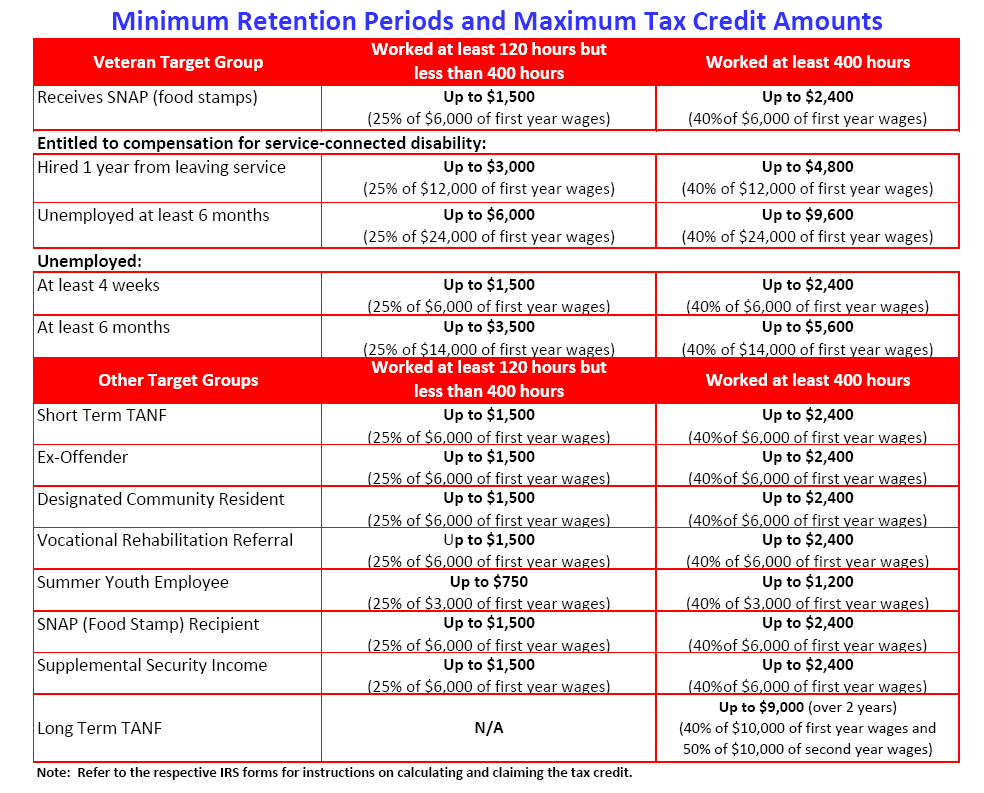 Minimum Retention Periods and Maximum Tax Credit Amounts
Veteran Target Group
Worked at least 120 hours but
less than 400 hours
Worked at least 400 hours
Receives SNAP (food stamps)
Up to $1,500
(25% of $6,000 of first year wages)
Up to $2,400
(40%of $6,000 of first year wages)
Entitled to compensation for service-connected disability:
Hired 1 year from leaving service
Up to $3,000
(25% of $12,000 of first year wages)
Up to $4,800
(40% of $12,000 of first year wages)
Unemployed at least 6 months
Up to $6,000
(25% of $24,000 of first year wages)
Up to $9,600
(40% of $24,000 of first year wages)
Unemployed:
At least 4 weeks
Up to $1,500
(25% of $6,000 of first year wages)
Up to $2,400
(40% of $6,000 of first year wages)
At least 6 months
Up to $3,500
(25% of $14,000 of first year wages)
Up to $5,600
(40% of $14,000 of first year wages)
Other Target Groups
Worked at least 120 hours but
less than 400 hours
Worked at least 400 hours
Short Term TANF
Up to $1,500
(25% of $6,000 of first year wages)
Up to $2,400
(40%of $6,000 of first year wages)
Ex-Offender
Up to $1,500
(25% of $6,000 of first year wages)
Up to $2,400
(40%of $6,000 of first year wages)
Designated Community Resident
Up to $1,500
(25% of $6,000 of first year wages)
Up to $2,400
(40%of $6,000 of first year wages)
Vocational Rehabilitation Referral
Up to $1,500
(25% of $6,000 of first year wages)
Up to $2,400
(40% of $6,000 of first year wages)
Summer Youth Employee
Up to $750
(25% of $3,000 of first year wages)
Up to $1,200
(40% of $3,000 of first year wages)
SNAP (Food Stamp) Recipient
Up to $1,500
(25% of $6,000 of first year wages)
Up to $2,400
(40%of $6,000 of first year wages)
Supplemental Security Income
Up to $1,500
(25% of $6,000 of first year wages)
Up to $2,400
(40%of $6,000 of first year wages)
Long Term TANF
N/A
Up to $9,000 (over 2 years)
(40% of $10,000 of first year wages and
50% of $10,000 of second year wages)
Note:  Refer to the respective IRS forms for instructions on calculating and claiming the tax credit.